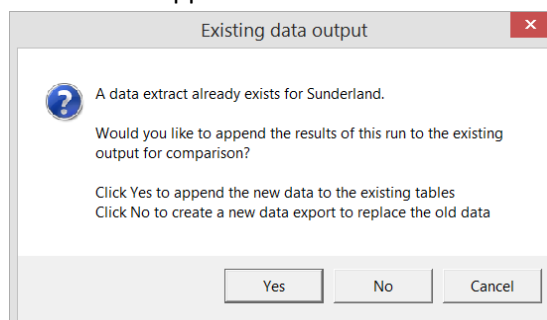 Existing data output
A data extract already exists for Sunderland.
Would you like to append the results of this run to the existing
output for comparison?
Click Yes to append the new data to the existing tables
Click No to create a new data export to replace the old data
Yes
No
Cancel